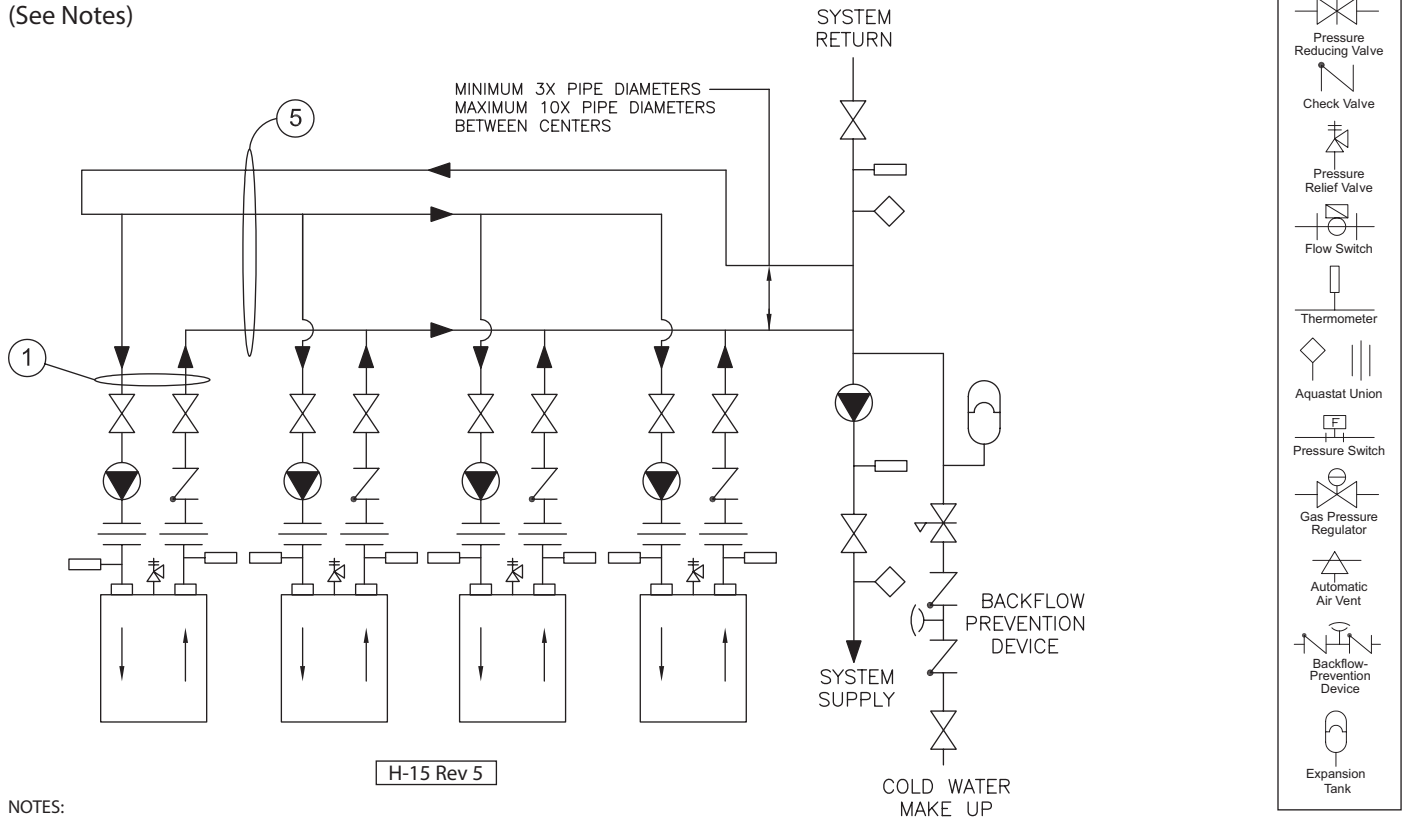 (See Notes)
SYSTEM
RETURN
MINIMUM 3X PIPE DIAMETERS
MAXIMUM 10X PIPE DIAMETERS
BETWEEN CENTERS
5
1
BACKFLOW
PREVENTION
DEVICE
SYSTEM
SUPPLY
COLD WATER
MAKE UP
H-15 Rev 5
NOTES:
Pressure
Reducing Valve
Check Valve
Pressure
Relief Valve
Flow Switch
Thermometer
Aquastat Union
F
Pressure Switch
Gas Pressure
Regulator
Automatic
Air Vent
Backflow-
Prevention
Device
Expansion
Tank